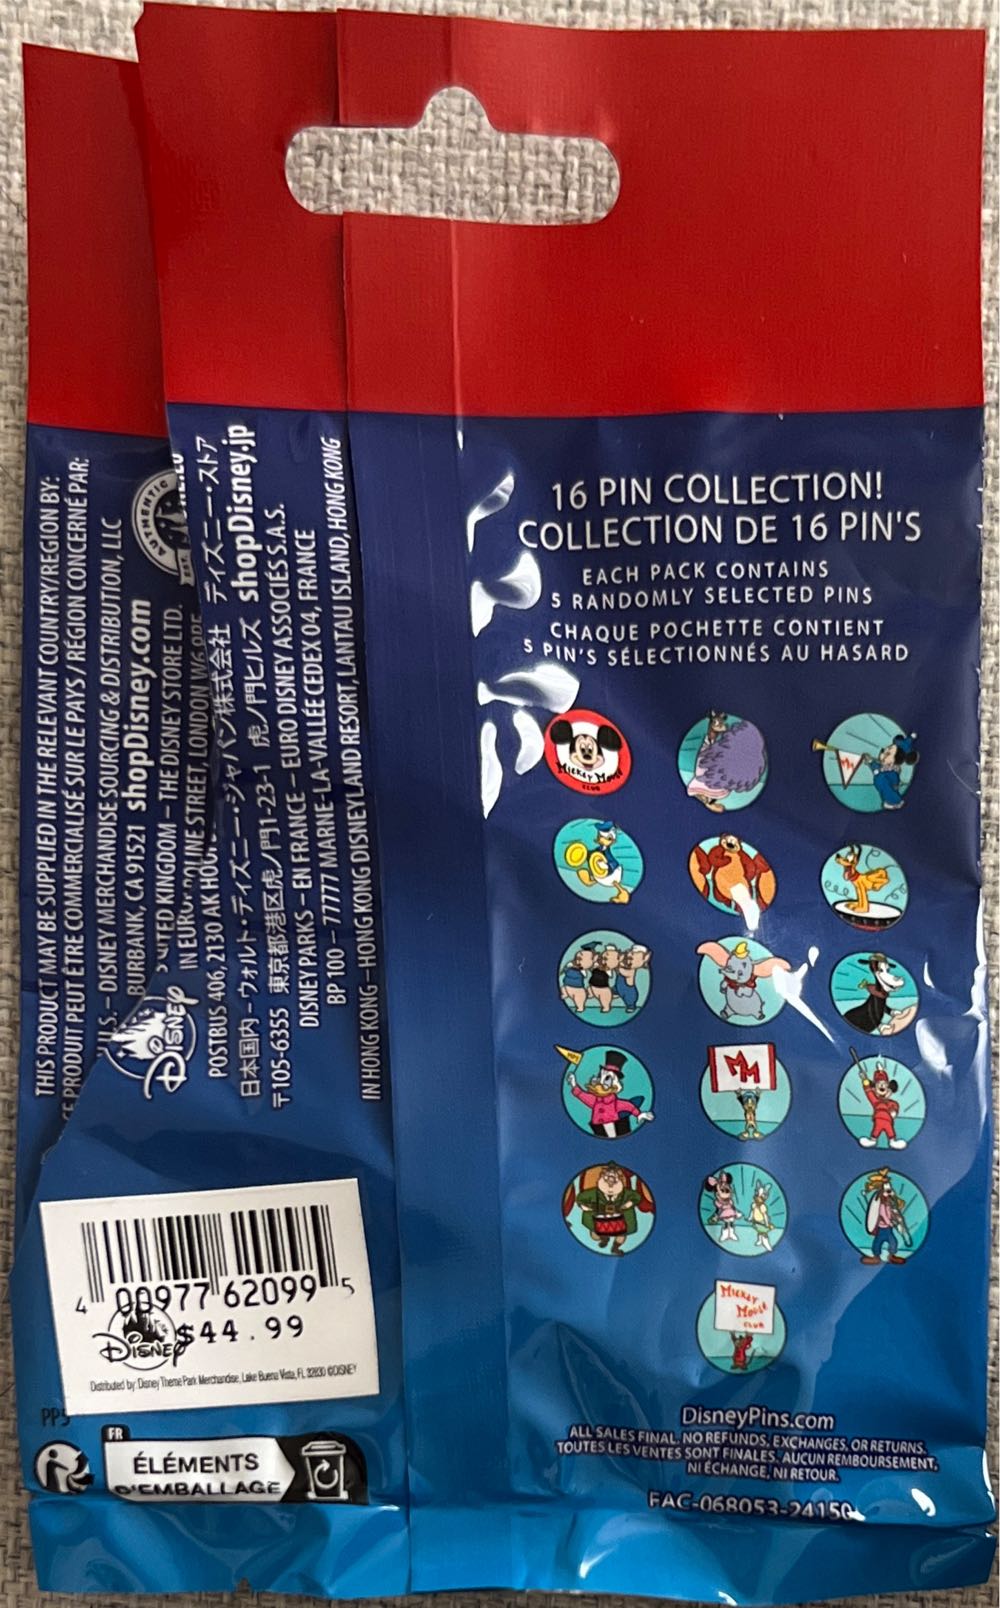 16 PIN COLLECTION!
COLLECTION DE 16 PIN'S
EACH PACK CONTAINS
5 RANDOMLY SELECTED PINS
CHAQUE POCHETTE CONTIENT
5 PIN'S SÉLECTIONNÉS AU HASARD
MICKEY MOUSE
CLUB
MM
MICKEY
MOUSE
CLUB
DisneyPins.com
ALL SALES FINAL. NO REFUNDS, EXCHANGES, OR RETURNS.
TOUTES LES VENTES SONT FINALES. AUCUN REMBOURSEMENT,
NI ÉCHANGE, NI RETOUR.
FAC-068053-24150
THIS PRODUCT MAY BE SUPPLIED IN THE RELEVANT COUNTRY/REGION BY:
CE PRODUIT PEUT ÊTRE COMMERCIALISÉ SUR LE PAYS / RÉGION CONCERNÉ PAR:
U.S. – DISNEY MERCHANDISE SOURCING & DISTRIBUTION, LLC
BURBANK, CA 91521 shopDisney.com
UNITED KINGDOM – THE DISNEY STORE LTD.
LINE STREET, LONDON W6
IN EUR
POSTBUS 406, 2130 AK HO
日本国内 – ウォルト・ディズニー・ジャパン株式会社 ディズニー・ストア
〒105-6355 東京都港区虎ノ門1-23-1 虎ノ門ヒルズ shopDisney.jp
DISNEY PARKS – EN FRANCE – EURO DISNEY ASSOCIÉS S.A.S.
BP 100 – 77777 MARNE-LA-VALLÉE CEDEX 04, FRANCE
IN HONG KONG – HONG KONG DISNEYLAND RESORT, LANTAU ISLAND, HONG KONG
AUTHENTIC
DISNEY
4 00977 62099 5
$44.99
DISNEY
Distributed by: Disney Theme Park Merchandise, Lake Buena Vista, FL 32830 ©DISNEY
PP5
FR
ÉLÉMENTS
D'EMBALLAGE